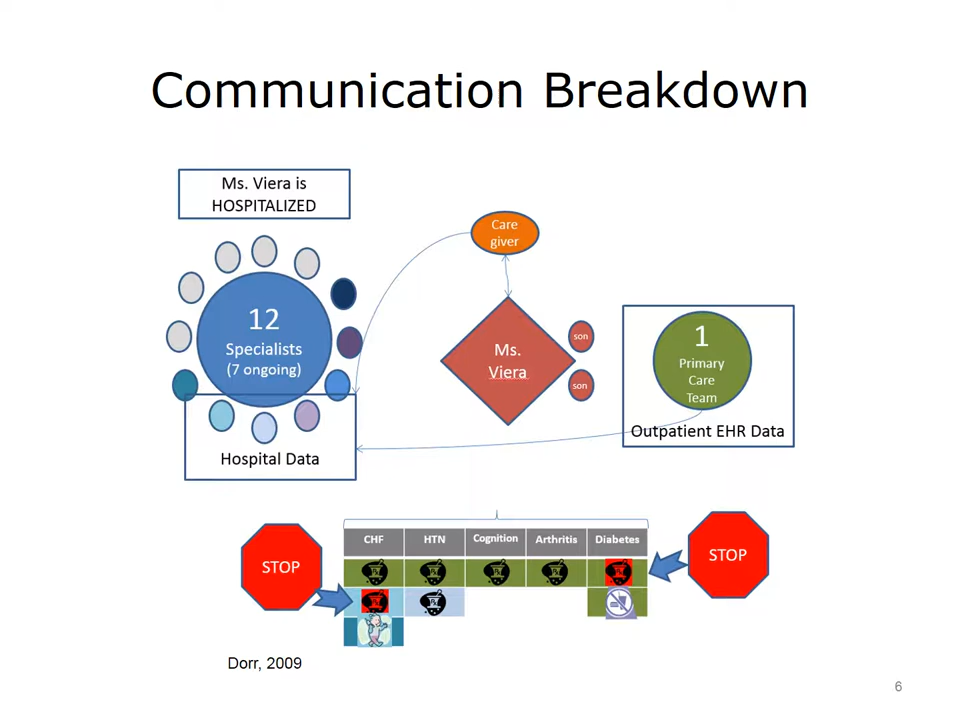 Communication Breakdown
Ms. Viera is
HOSPITALIZED
Care
giver
12
Specialists
(7 ongoing)
Ms.
Viera
son
son
1
Primary
Care
Team
Outpatient EHR Data
Hospital Data
STOP
STOP
CHF HTN Cognition Arthritis Diabetes
Dorr, 2009
6